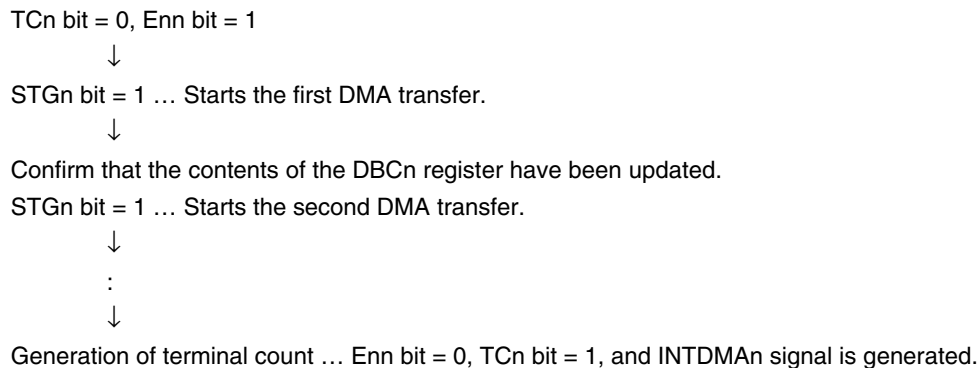 TCn bit = 0, Enn bit = 1
↓
STGn bit = 1 … Starts the first DMA transfer.
↓
Confirm that the contents of the DBCn register have been updated.
STGn bit = 1 … Starts the second DMA transfer.
↓
:
↓
Generation of terminal count … Enn bit = 0, TCn bit = 1, and INTDMAn signal is generated.